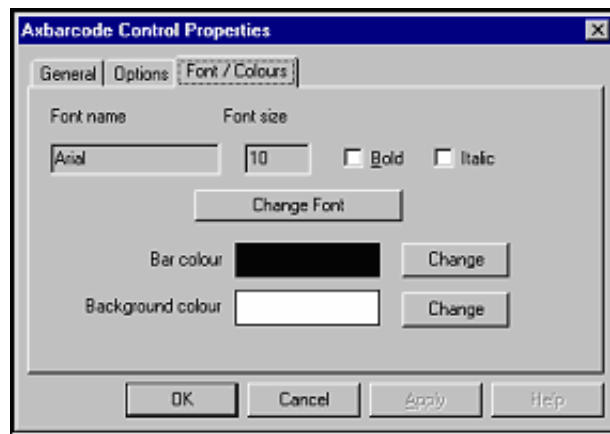 Axbarcode Control Properties
General Options Font / Colours
Font name Font size
Arial 10 Bold Italic
Change Font
Bar colour Change
Background colour Change
OK Cancel Apply Help